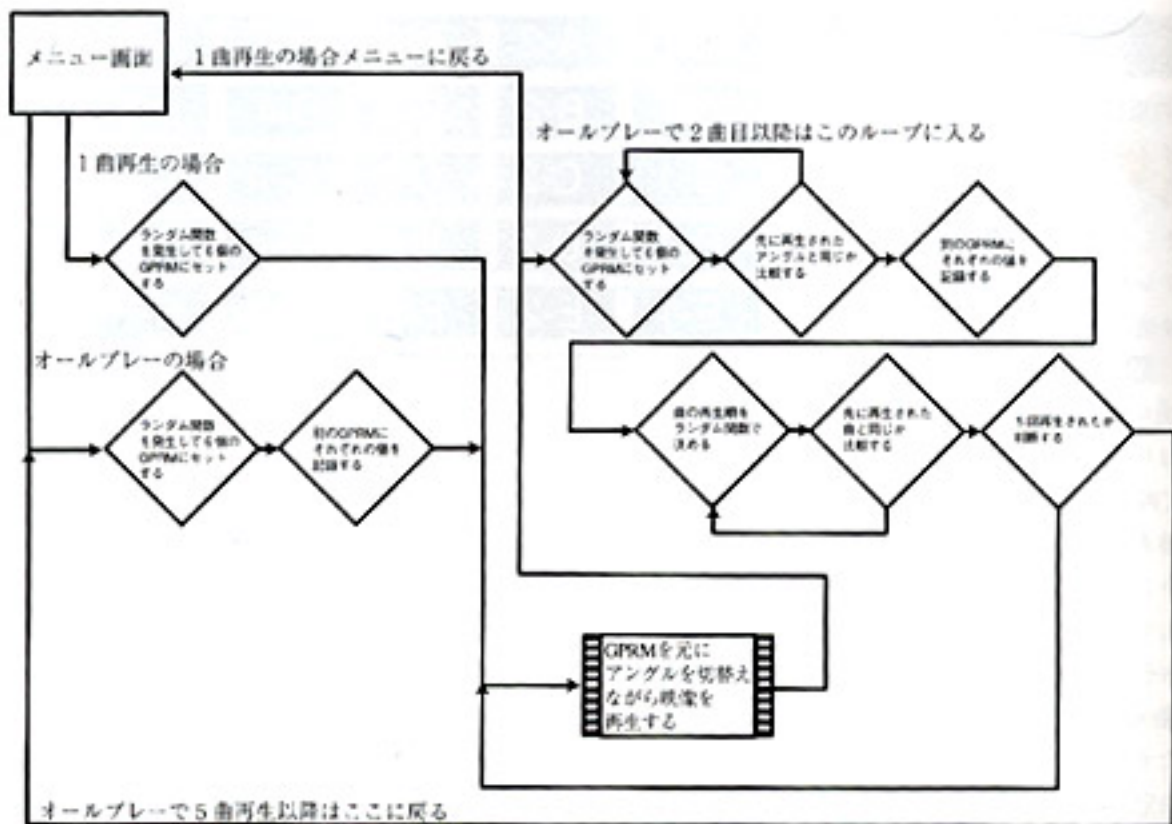 メニュー画面
1曲再生の場合メニューに戻る
オールプレーで2曲目以降はこのループに入る
1曲再生の場合
ランダム関数
を発生して6個の
GPRMにセット
する
ランダム関数
を発生して6個の
GPRMにセット
する
先に再生された
アングルと同じか
比較する
別のGPRMに
それぞれの値を
記録する
オールプレーの場合
ランダム関数
を発生して6個の
GPRMにセット
する
別のGPRMに
それぞれの値を
記録する
曲の再生順を
ランダム関数で
決める
先に再生された
曲と同じか
比較する
5回再生されたか
判断する
GPRMを元に
アングルを切替え
ながら映像を
再生する
オールプレーで5曲再生以降はここに戻る